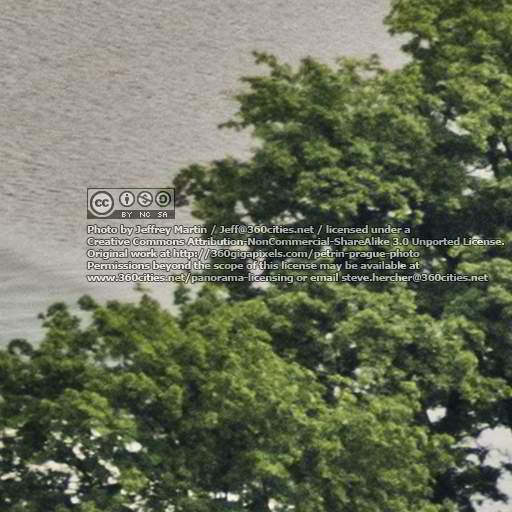 cc
BY NC SA
Photo by Jeffrey Martin / Jeff@360cities.net / licensed under a
Creative Commons Attribution-NonCommercial-ShareAlike 3.0 Unported License.
Original work at http://360gigapixels.com/petrin-prague-photo
Permissions beyond the scope of this license may be available at
www.360cities.net/panorama-licensing or email steve.hercher@360cities.net